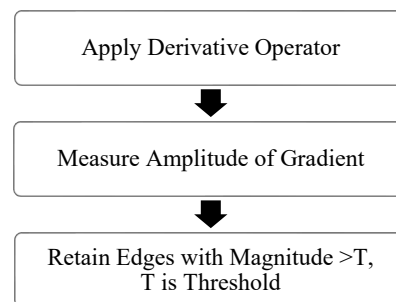 Apply Derivative Operator
Measure Amplitude of Gradient
Retain Edges with Magnitude >T,
T is Threshold